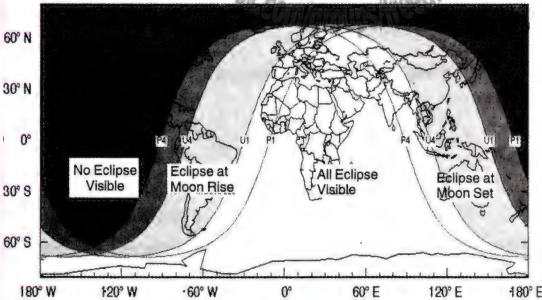 60° N
30° N
0°
30° S
60° S
P4 U4 U1 P1 P4 U4 U1 P1
No Eclipse
Visible
Eclipse at
Moon Rise
All Eclipse
Visible
Eclipse at
Moon Set
180° W 120° W 60° W 0° 60° E 120° E 180° E